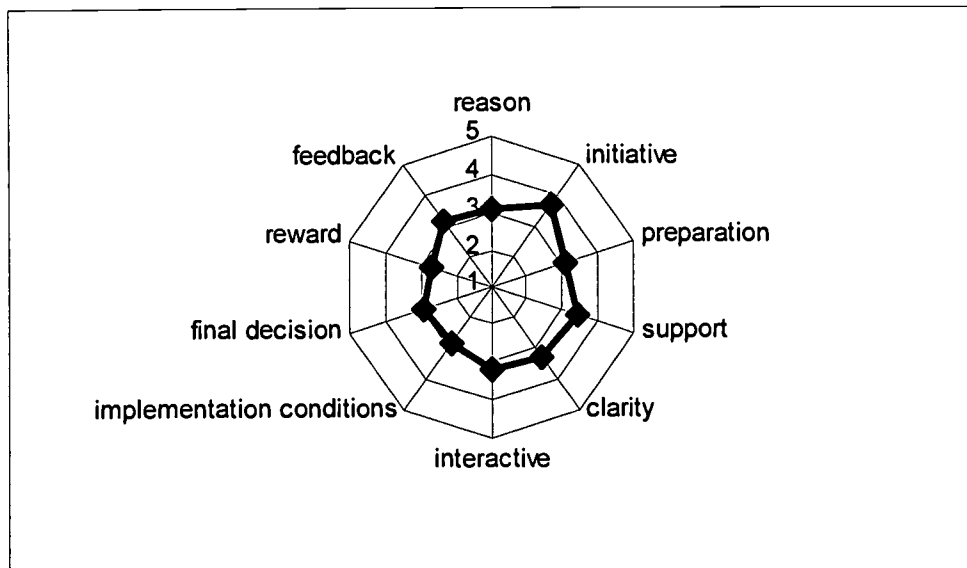 reason
5
feedback
initiative
4
3
reward
preparation
2
1
final decision
support
implementation conditions
clarity
interactive